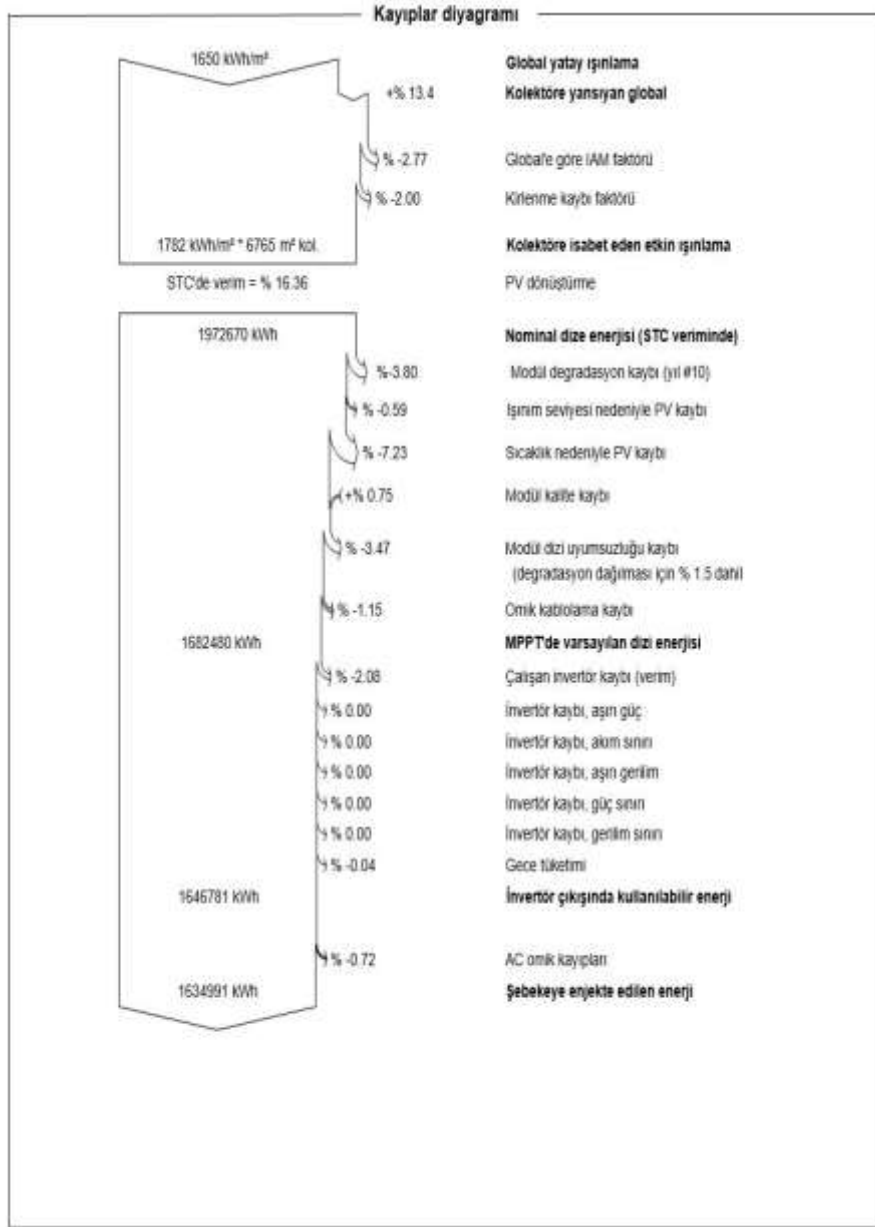 Kayıplar diyagramı
1650 kWh/m² Global yatay ışınlama
+% 13.4 Kolektöre yansıyan global
% -2.77 Global'e göre IAM faktörü
% -2.00 Kirlenme kaybı faktörü
1782 kWh/m² * 6765 m² kol. Kolektöre isabet eden etkin ışınlama
STC'de verim = % 16.36 PV dönüştürme
1972670 kWh Nominal dize enerjisi (STC veriminde)
%-3.80 Modül degradasyon kaybı (yıl #10)
% -0.59 Işınım seviyesi nedeniyle PV kaybı
% -7.23 Sıcaklık nedeniyle PV kaybı
+% 0.75 Modül kalite kaybı
% -3.47 Modül dizi uyumsuzluğu kaybı
(degradasyon dağılması için % 1.5 dahil
% -1.15 Omik kablolama kaybı
1682480 kWh MPPT'de varsayılan dizi enerjisi
% -2.08 Çalışan invertör kaybı (verim)
% 0.00 İnvertör kaybı, aşırı güç
% 0.00 İnvertör kaybı, akım sınırı
% 0.00 İnvertör kaybı, aşırı gerilim
% 0.00 İnvertör kaybı, güç sınırı
% 0.00 İnvertör kaybı, gerilim sınırı
% -0.04 Gece tüketimi
1646781 kWh İnvertör çıkışında kullanılabilir enerji
% -0.72 AC omik kayıpları
1634991 kWh Şebekeye enjekte edilen enerji